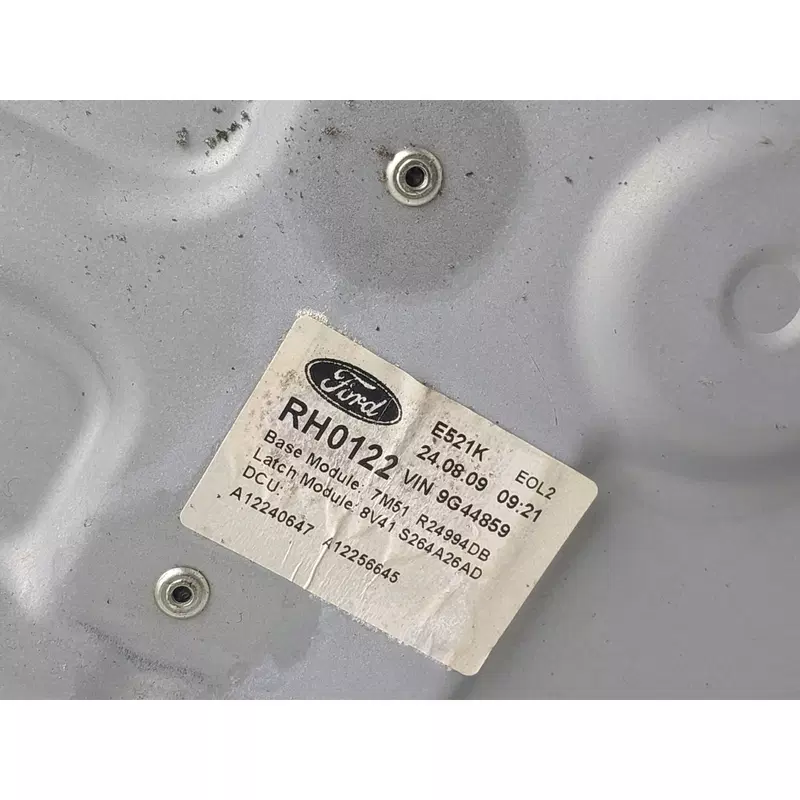 Ford
E521K
EOL2
RH0122
24.08.09 09:21
VIN 9G44859
Base Module: 7M51 R24994DB
Latch Module: 8V41 S264A26AD
DCU:
A12240647 A12256645